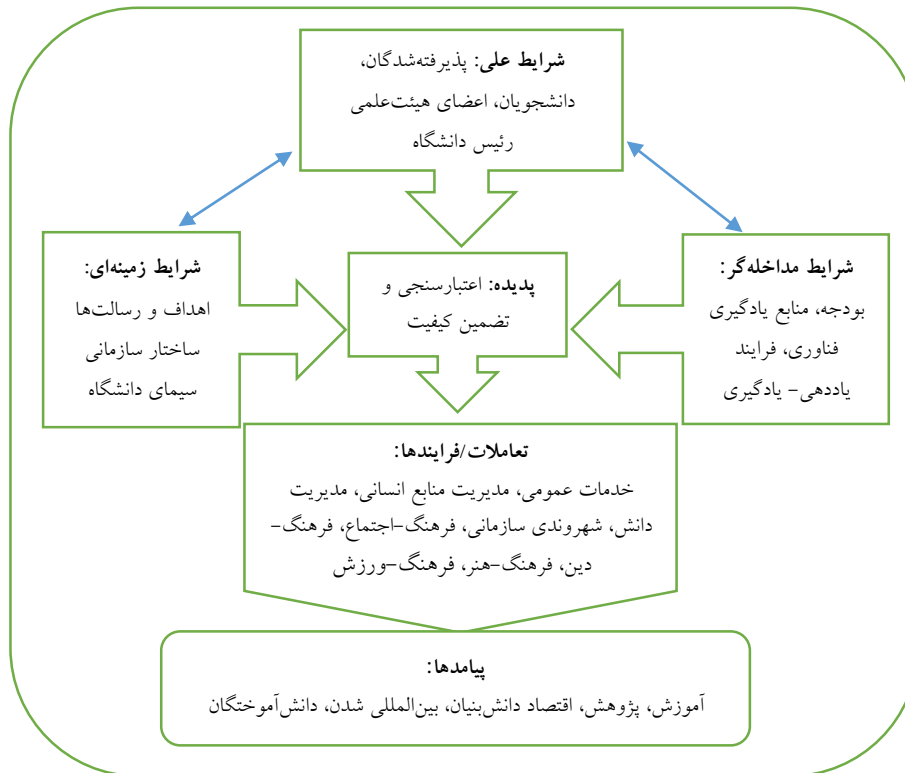 شرایط علی: پذیرفته‌شدگان،
دانشجویان، اعضای هیئت‌علمی
رئیس دانشگاه
شرایط مداخله‌گر:
بودجه، منابع یادگیری
فناوری، فرایند
یاددهی- یادگیری
پدیده: اعتبارسنجی و
تضمین کیفیت
شرایط زمینه‌ای:
اهداف و رسالت‌ها
ساختار سازمانی
سیمای دانشگاه
تعاملات/فرایندها:
خدمات عمومی، مدیریت منابع انسانی، مدیریت
دانش، شهروندی سازمانی، فرهنگ-اجتماع، فرهنگ-
دین، فرهنگ-هنر، فرهنگ-ورزش
پیامدها:
آموزش، پژوهش، اقتصاد دانش‌بنیان، بین‌المللی شدن، دانش‌آموختگان